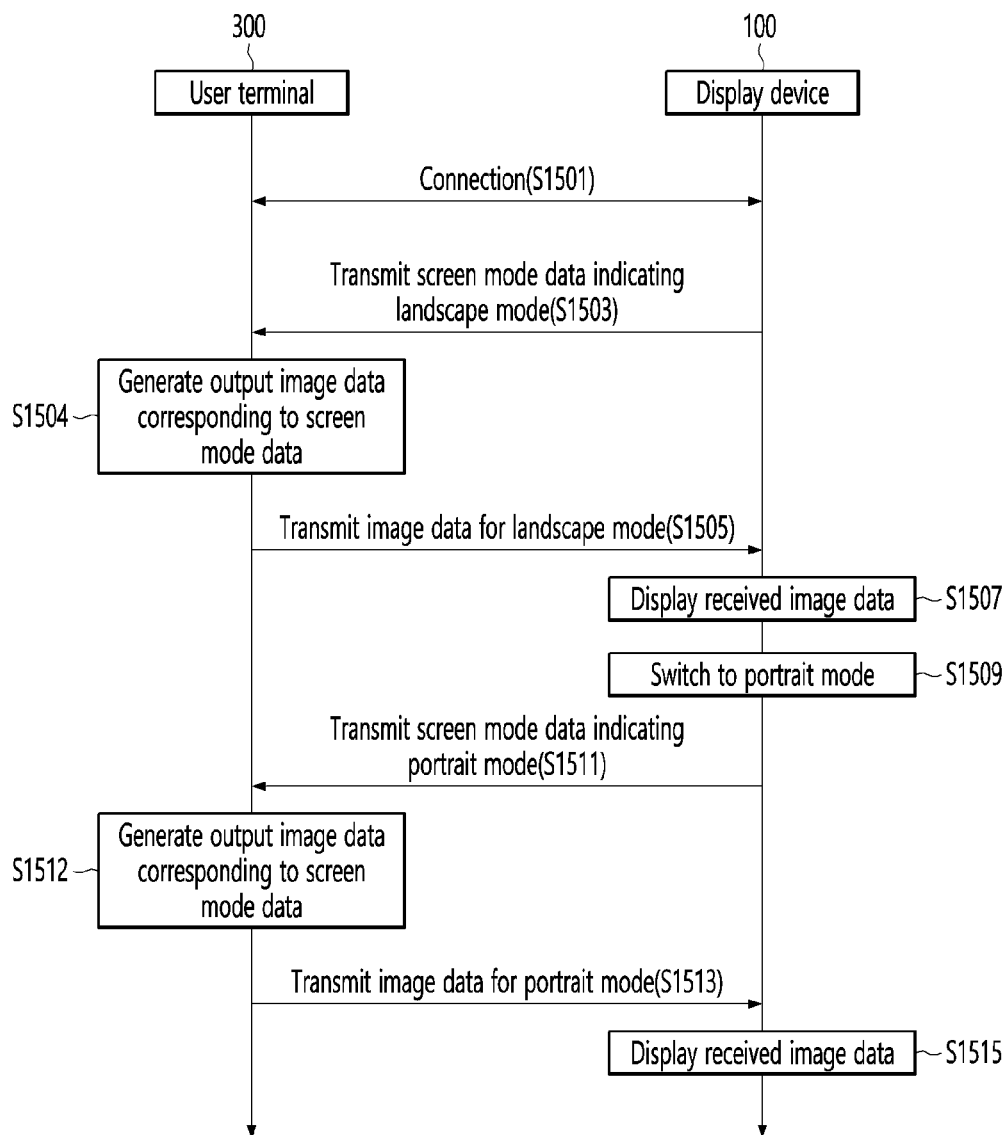 300
100
User terminal
Display device
Connection(S1501)
Transmit screen mode data indicating
landscape mode(S1503)
S1504
Generate output image data
corresponding to screen
mode data
Transmit image data for landscape mode(S1505)
Display received image data
S1507
Switch to portrait mode
S1509
Transmit screen mode data indicating
portrait mode(S1511)
S1512
Generate output image data
corresponding to screen
mode data
Transmit image data for portrait mode(S1513)
Display received image data
S1515